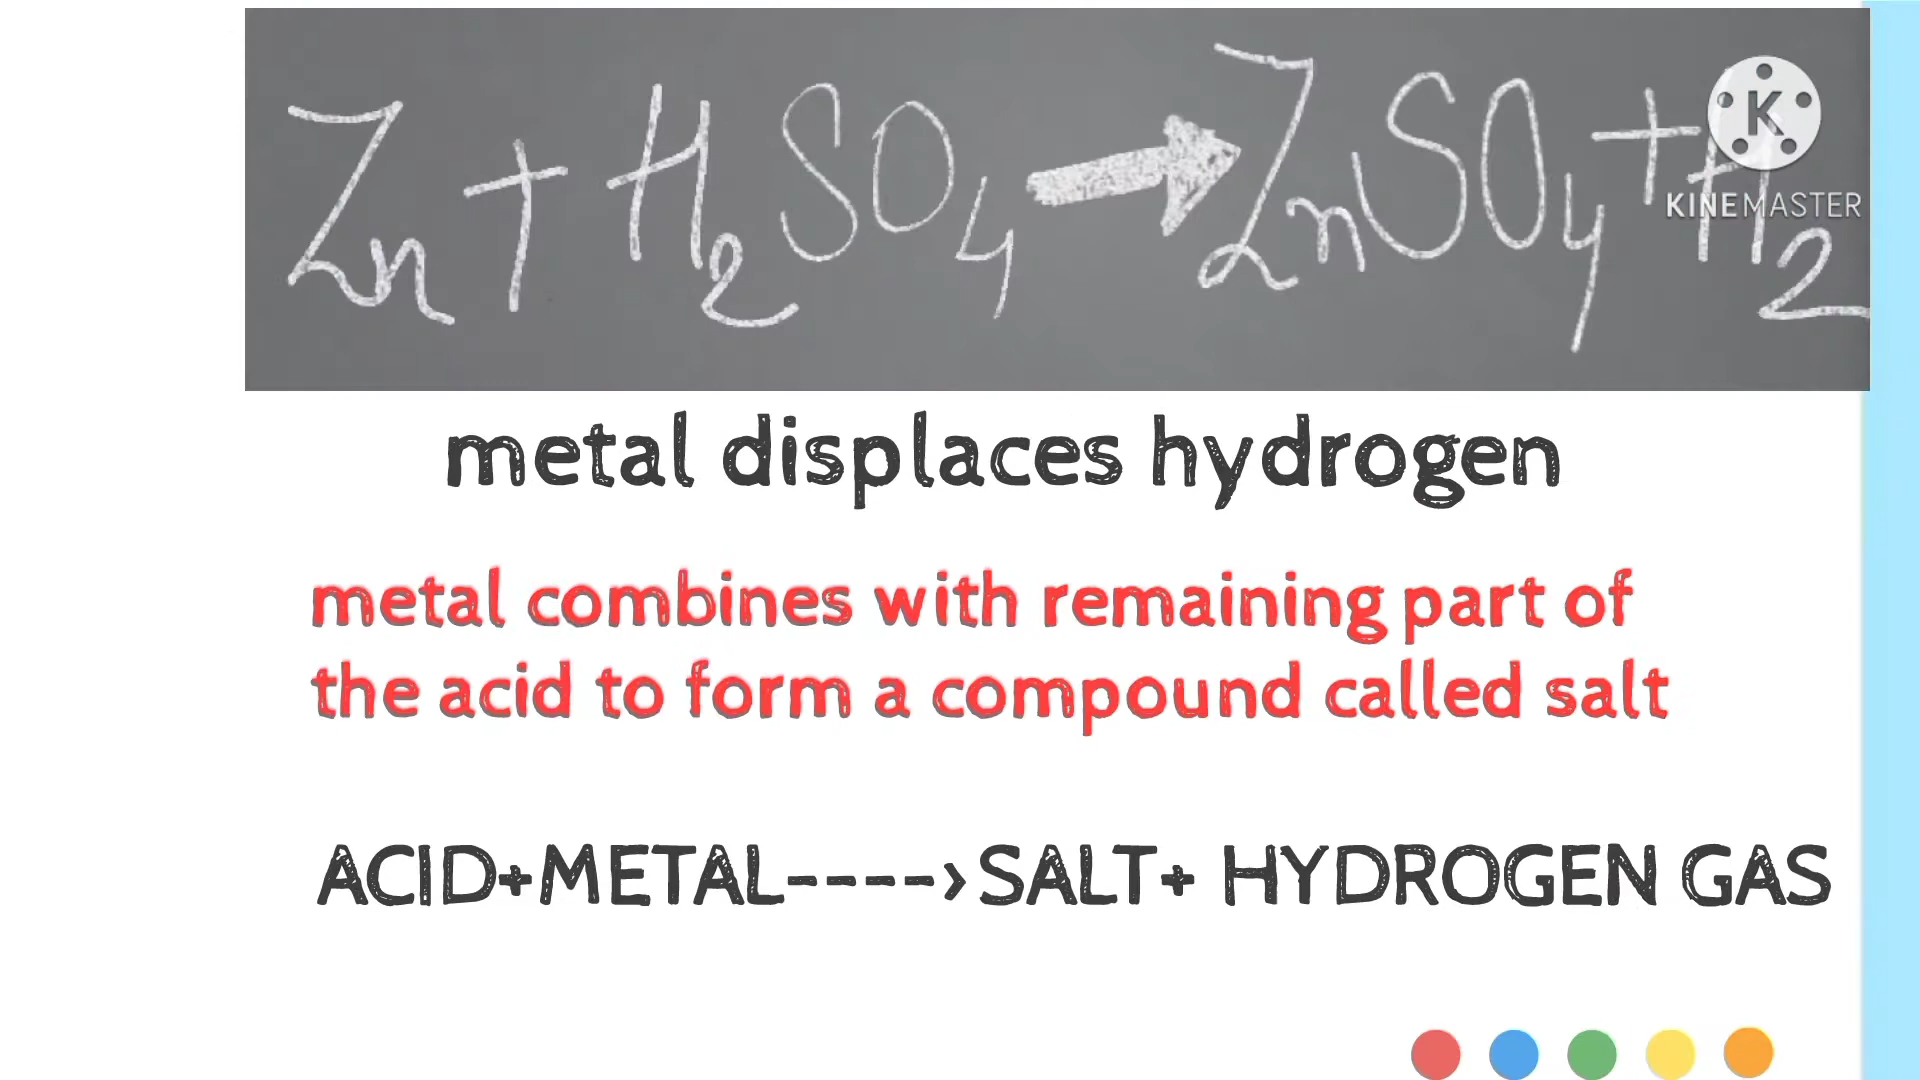 Zn + H₂SO₄ → ZnSO₄ + H₂
K
KINEMASTER
metal displaces hydrogen
metal combines with remaining part of
the acid to form a compound called salt
ACID+METAL----›SALT+ HYDROGEN GAS